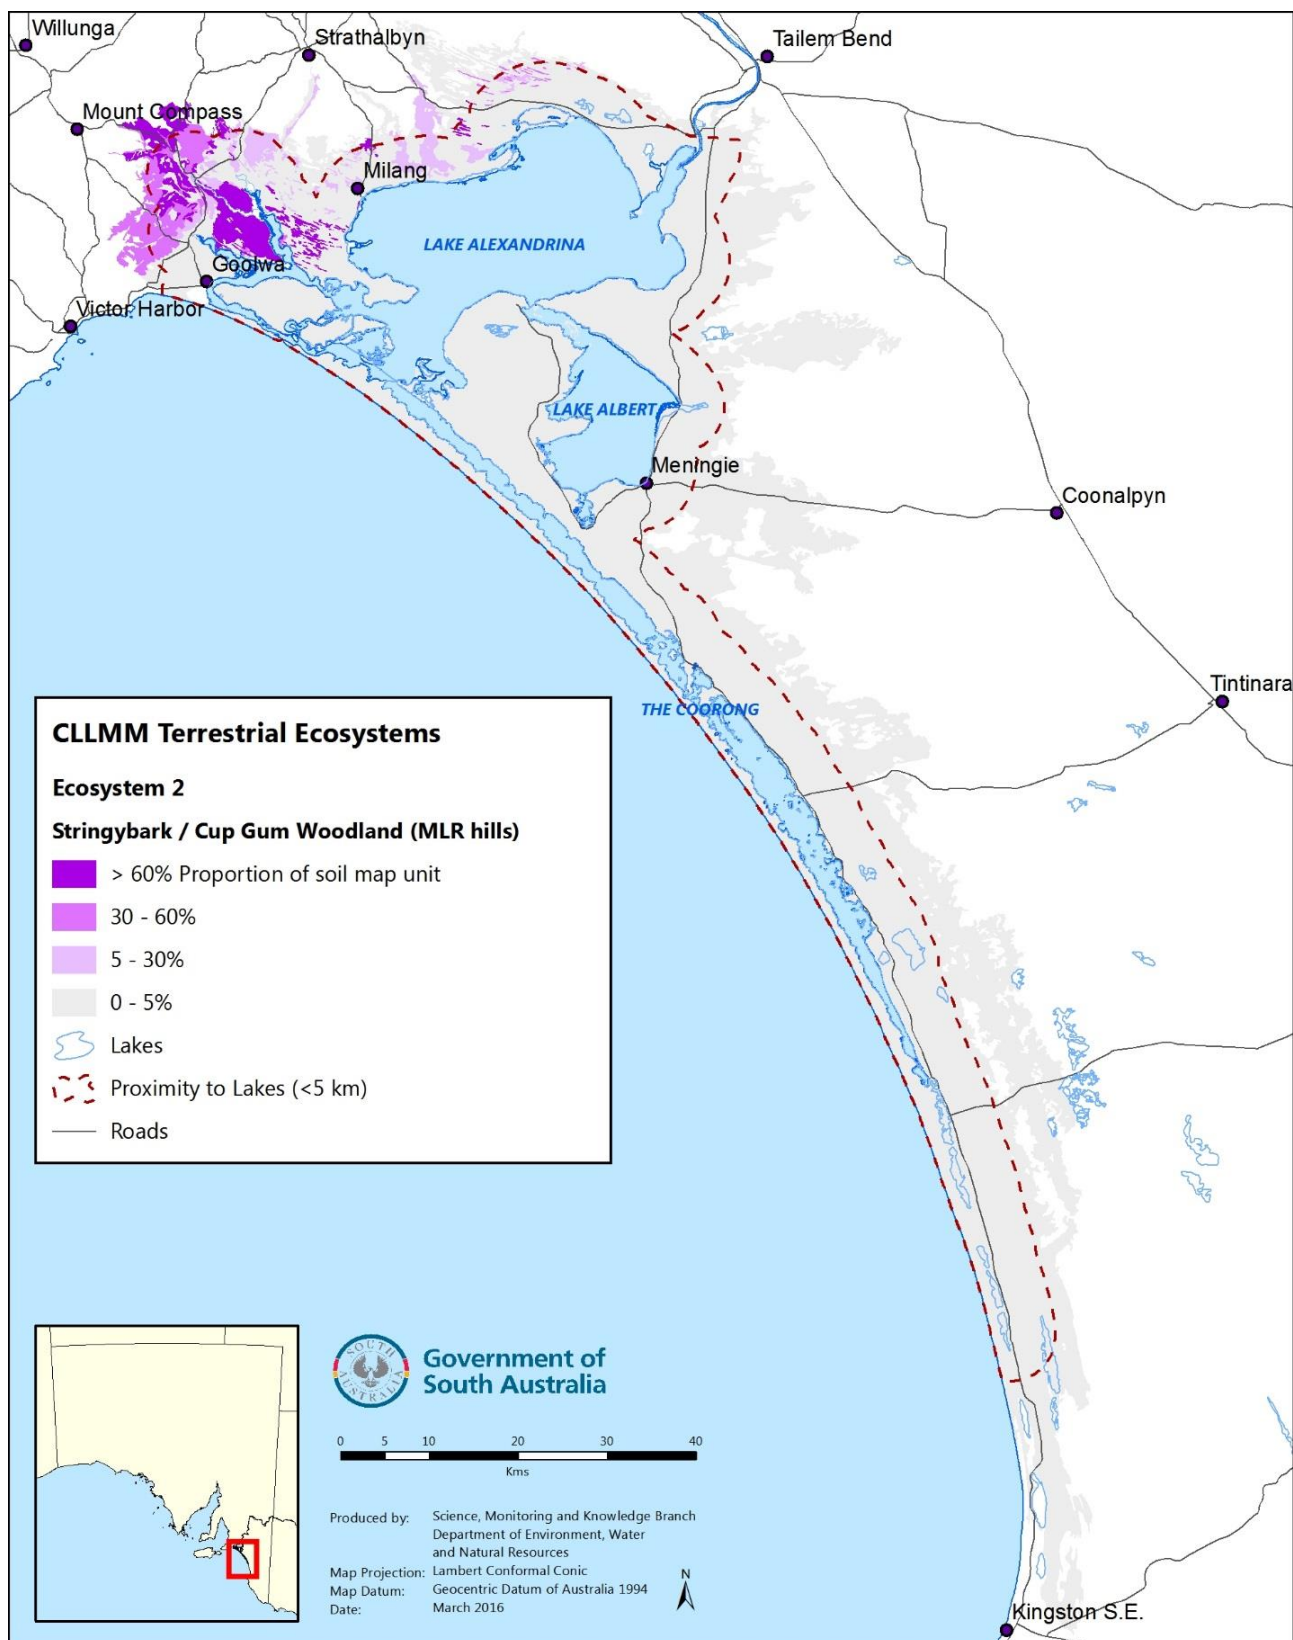 Willunga
Strathalbyn
Tailem Bend
Mount Compass
Milang
LAKE ALEXANDRINA
Goolwa
Victor Harbor
LAKE ALBERT
Meningie
Coonalpyn
Tintinara
THE COORONG
CLLMM Terrestrial Ecosystems
Ecosystem 2
Stringybark / Cup Gum Woodland (MLR hills)
> 60% Proportion of soil map unit
30 - 60%
5 - 30%
0 - 5%
Lakes
Proximity to Lakes (<5 km)
Roads
SOUTH AUSTRALIA
Government of
South Australia
0 5 10 20 30 40
Kms
Produced by: Science, Monitoring and Knowledge Branch
Department of Environment, Water
and Natural Resources
Map Projection: Lambert Conformal Conic
Map Datum: Geocentric Datum of Australia 1994
Date: March 2016
N
Kingston S.E.